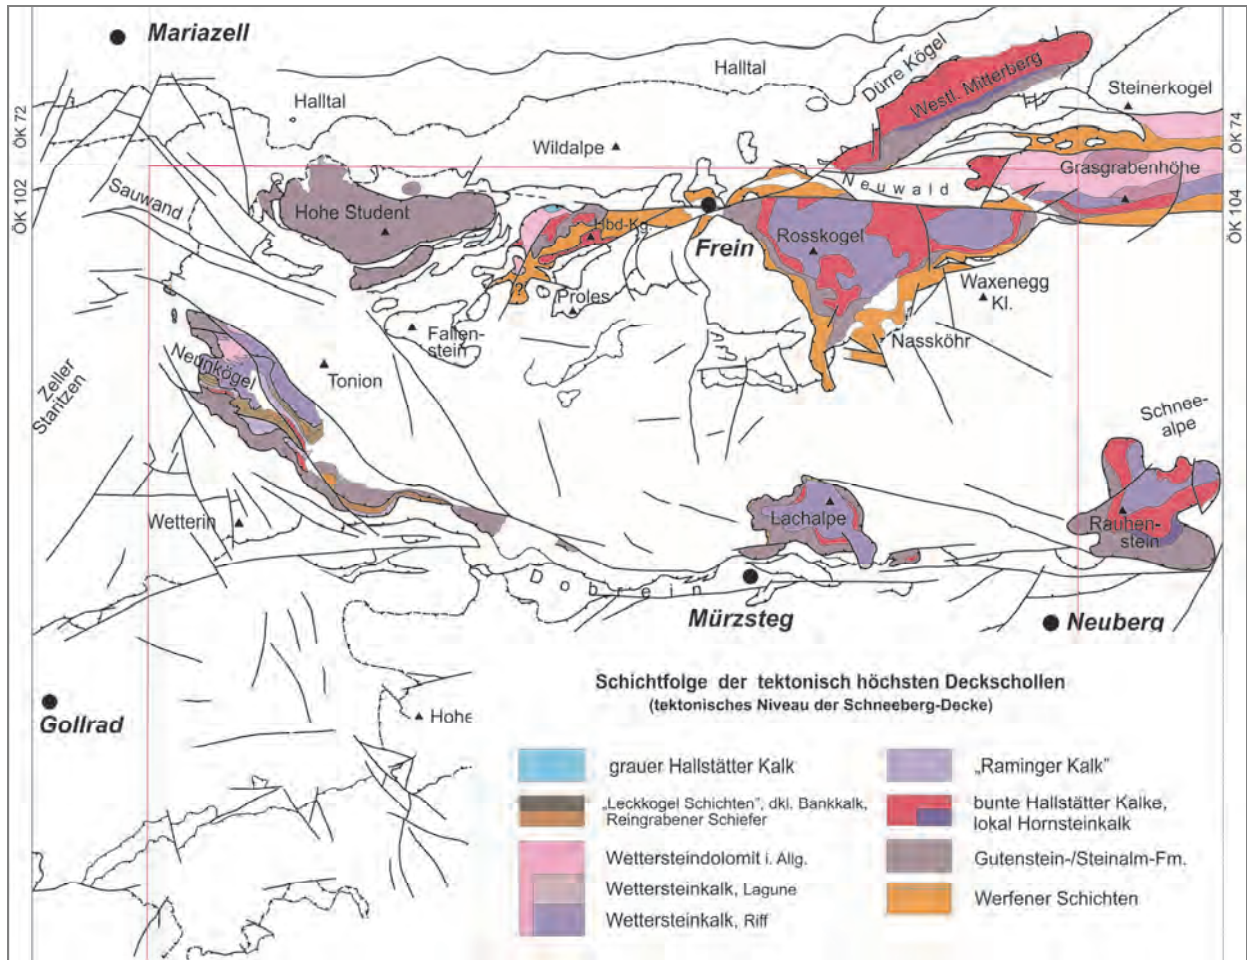 Mariazell
Halltal
Halltal
Dürre Kögel
Westl. Mitterberg
Steinerkogel
ÖK 72
ÖK 74
Wildalpe
Sauwand
Hohe Student
Hbd-Kg.
Neuwald
Grasgrabenhöhe
ÖK 102
ÖK 104
Frein
Rosskogel
?
Proles
Waxenegg
Kl.
Fallen-
stein
Nassköhr
Neunkögel
Tonion
Zeller
Staritzen
Schnee-
alpe
Wetterin
Lachalpe
Rauhen-
stein
Dobrein
Mürzsteg
Neuberg
Gollrad
Hohe
Schichtfolge der tektonisch höchsten Deckschollen
(tektonisches Niveau der Schneeberg-Decke)
grauer Hallstätter Kalk
„Leckkogel Schichten”, dkl. Bankkalk,
Reingrabener Schiefer
Wettersteindolomit i. Allg.
Wettersteinkalk, Lagune
Wettersteinkalk, Riff
„Raminger Kalk”
bunte Hallstätter Kalke,
lokal Hornsteinkalk
Gutenstein-/Steinalm-Fm.
Werfener Schichten